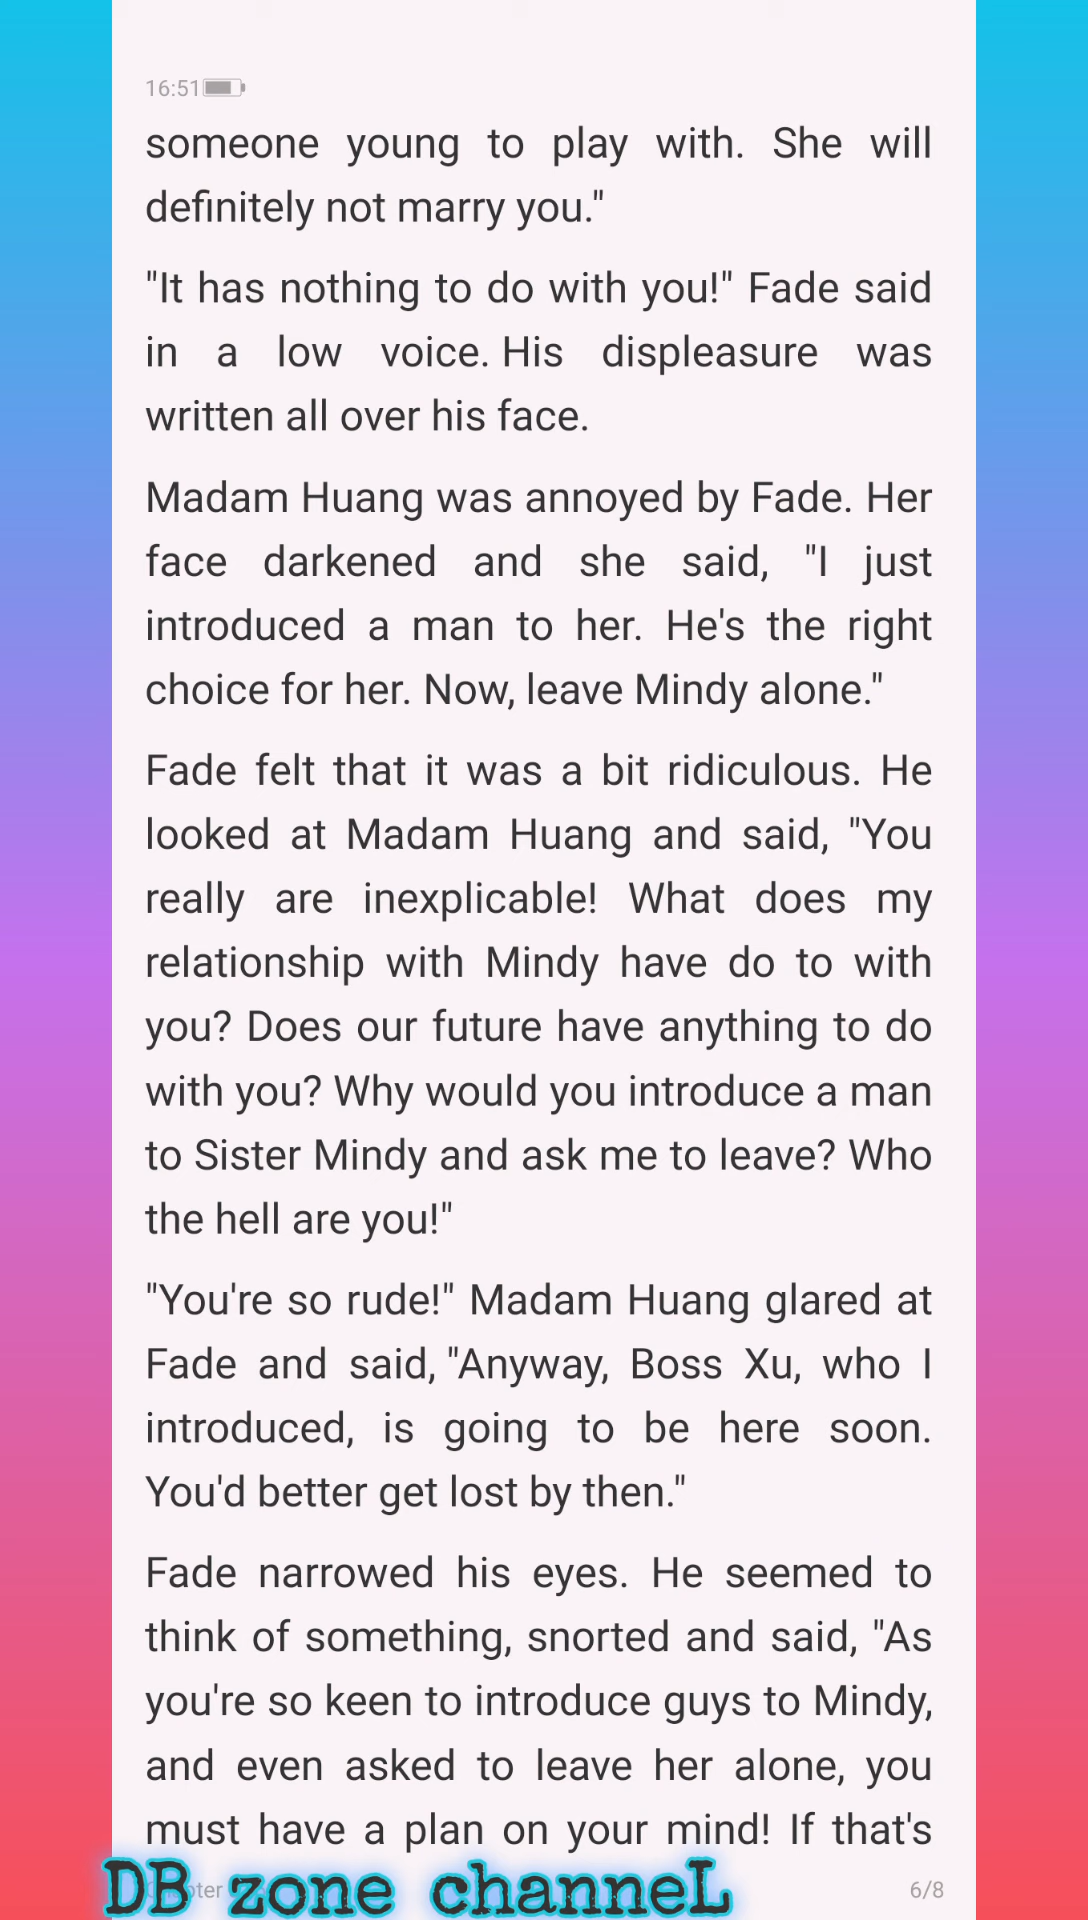 16:51
someone young to play with. She will
definitely not marry you."
"It has nothing to do with you!" Fade said
in a low voice. His displeasure was
written all over his face.
Madam Huang was annoyed by Fade. Her
face darkened and she said, "I just
introduced a man to her. He's the right
choice for her. Now, leave Mindy alone."
Fade felt that it was a bit ridiculous. He
looked at Madam Huang and said, "You
really are inexplicable! What does my
relationship with Mindy have do to with
you? Does our future have anything to do
with you? Why would you introduce a man
to Sister Mindy and ask me to leave? Who
the hell are you!"
"You're so rude!" Madam Huang glared at
Fade and said, "Anyway, Boss Xu, who I
introduced, is going to be here soon.
You'd better get lost by then."
Fade narrowed his eyes. He seemed to
think of something, snorted and said, "As
you're so keen to introduce guys to Mindy,
and even asked to leave her alone, you
must have a plan on your mind! If that's
DB zone channeL
6/8